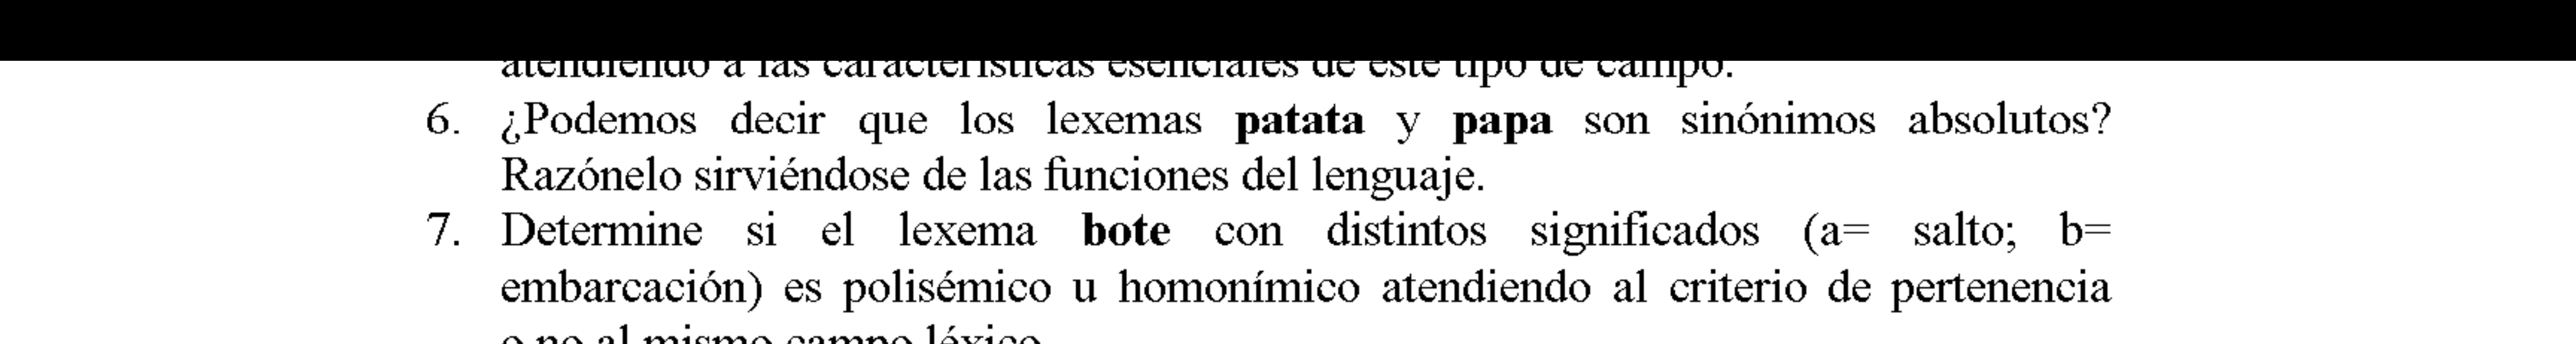 atendiendo a las características esenciales de este tipo de campo.
6. ¿Podemos decir que los lexemas patata y papa son sinónimos absolutos?
Razónelo sirviéndose de las funciones del lenguaje.
7. Determine si el lexema bote con distintos significados (a= salto; b=
embarcación) es polisémico u homonímico atendiendo al criterio de pertenencia
o no al mismo campo léxico.